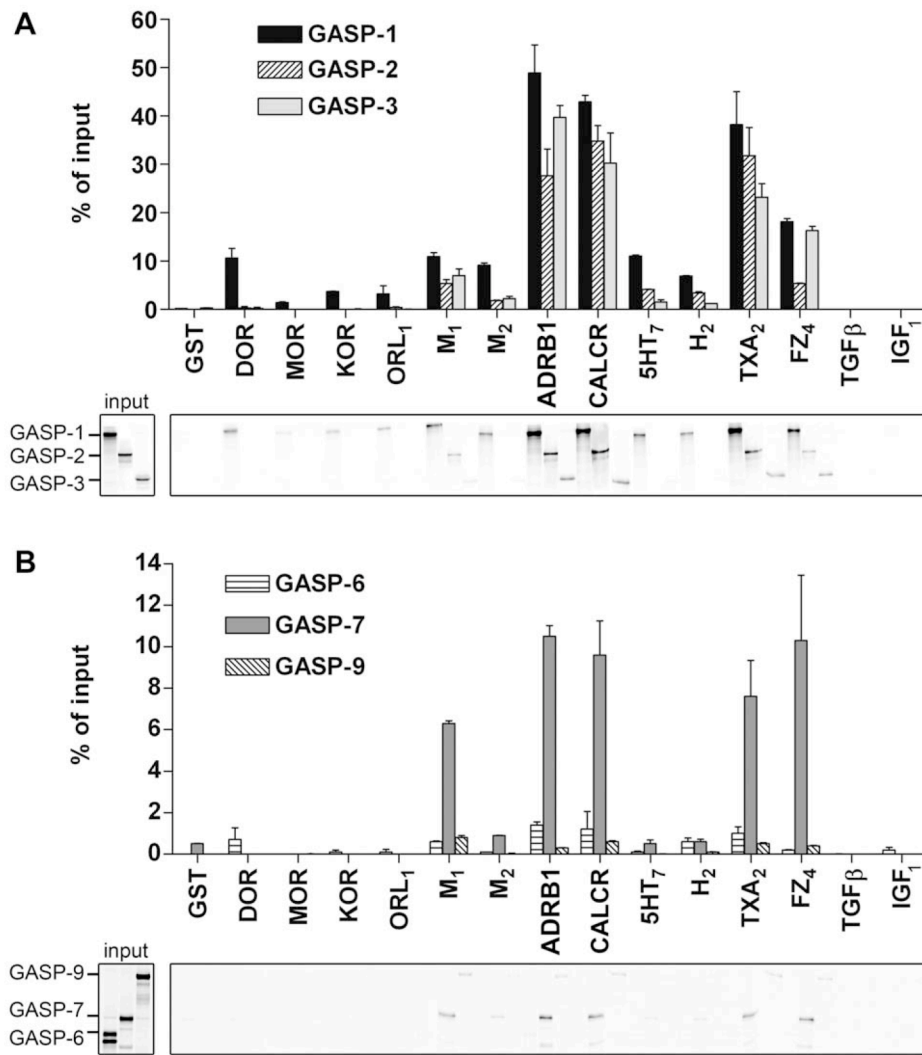 A
60
50
40
30
20
10
0
% of input
GASP-1
GASP-2
GASP-3
GST DOR MOR KOR ORL₁ M₁ M₂ ADRB1 CALCR 5HT₇ H₂ TXA₂ FZ₄ TGFβ IGF₁
input
GASP-1
GASP-2
GASP-3
B
14
12
10
8
6
4
2
0
% of input
GASP-6
GASP-7
GASP-9
GST DOR MOR KOR ORL₁ M₁ M₂ ADRB1 CALCR 5HT₇ H₂ TXA₂ FZ₄ TGFβ IGF₁
input
GASP-9
GASP-7
GASP-6